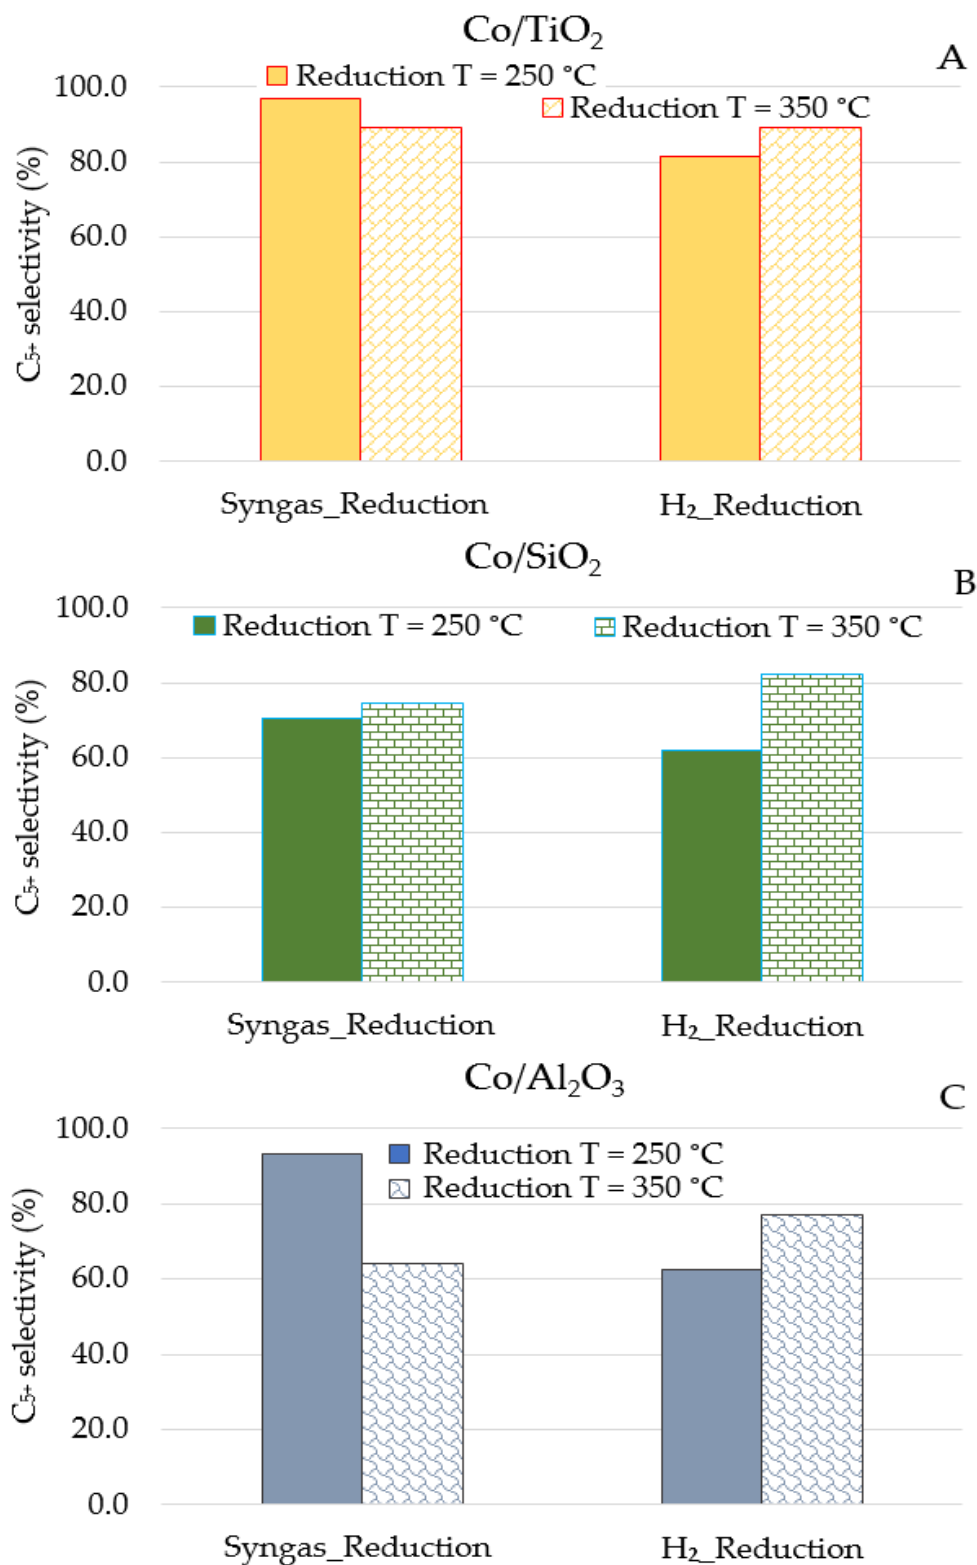 Co/TiO₂
A
Reduction T = 250 °C
Reduction T = 350 °C
100.0
80.0
60.0
40.0
20.0
0.0
C₅₊ selectivity (%)
Syngas_Reduction
H₂_Reduction
Co/SiO₂
B
Reduction T = 250 °C
Reduction T = 350 °C
100.0
80.0
60.0
40.0
20.0
0.0
C₅₊ selectivity (%)
Syngas_Reduction
H₂_Reduction
Co/Al₂O₃
C
Reduction T = 250 °C
Reduction T = 350 °C
100.0
80.0
60.0
40.0
20.0
0.0
C₅₊ selectivity (%)
Syngas_Reduction
H₂_Reduction